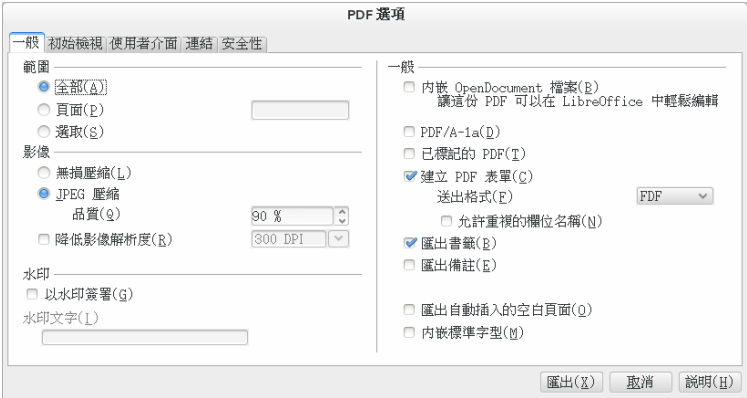 PDF 選項
一般 初始檢視 使用者介面 連結 安全性
範圍
全部(A)
頁面(P)
選取(S)
影像
無損壓縮(L)
JPEG 壓縮
品質(Q) 90 %
降低影像解析度(R) 300 DPI
水印
以水印簽署(G)
水印文字(I)
一般
內嵌 OpenDocument 檔案(B)
讓這份 PDF 可以在 LibreOffice 中輕鬆編輯
PDF/A-1a(D)
已標記的 PDF(T)
建立 PDF 表單(C)
送出格式(F) FDF
允許重複的欄位名稱(N)
匯出書籤(B)
匯出備註(E)
匯出自動插入的空白頁面(O)
內嵌標準字型(M)
匯出(X) 取消 說明(H)